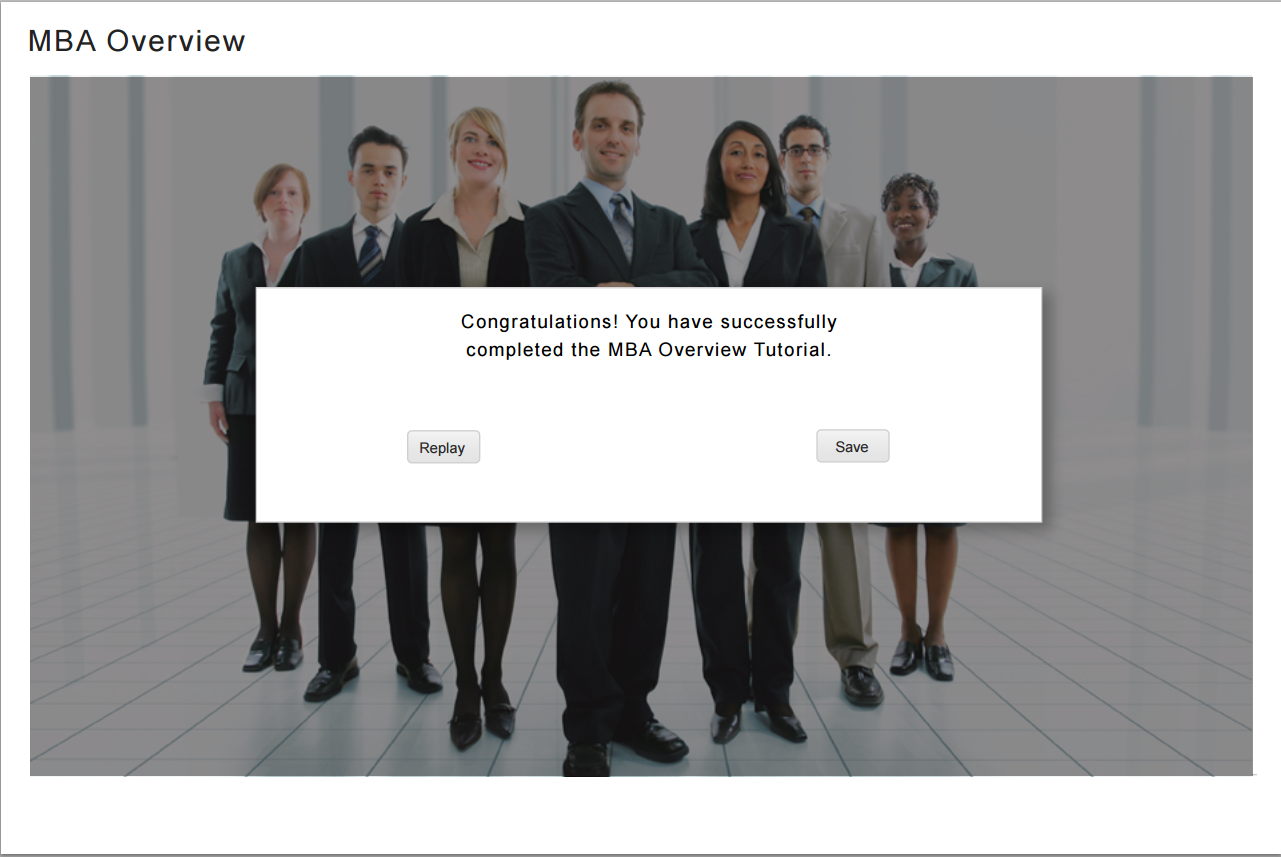 MBA Overview
Congratulations! You have successfully
completed the MBA Overview Tutorial.
Replay
Save